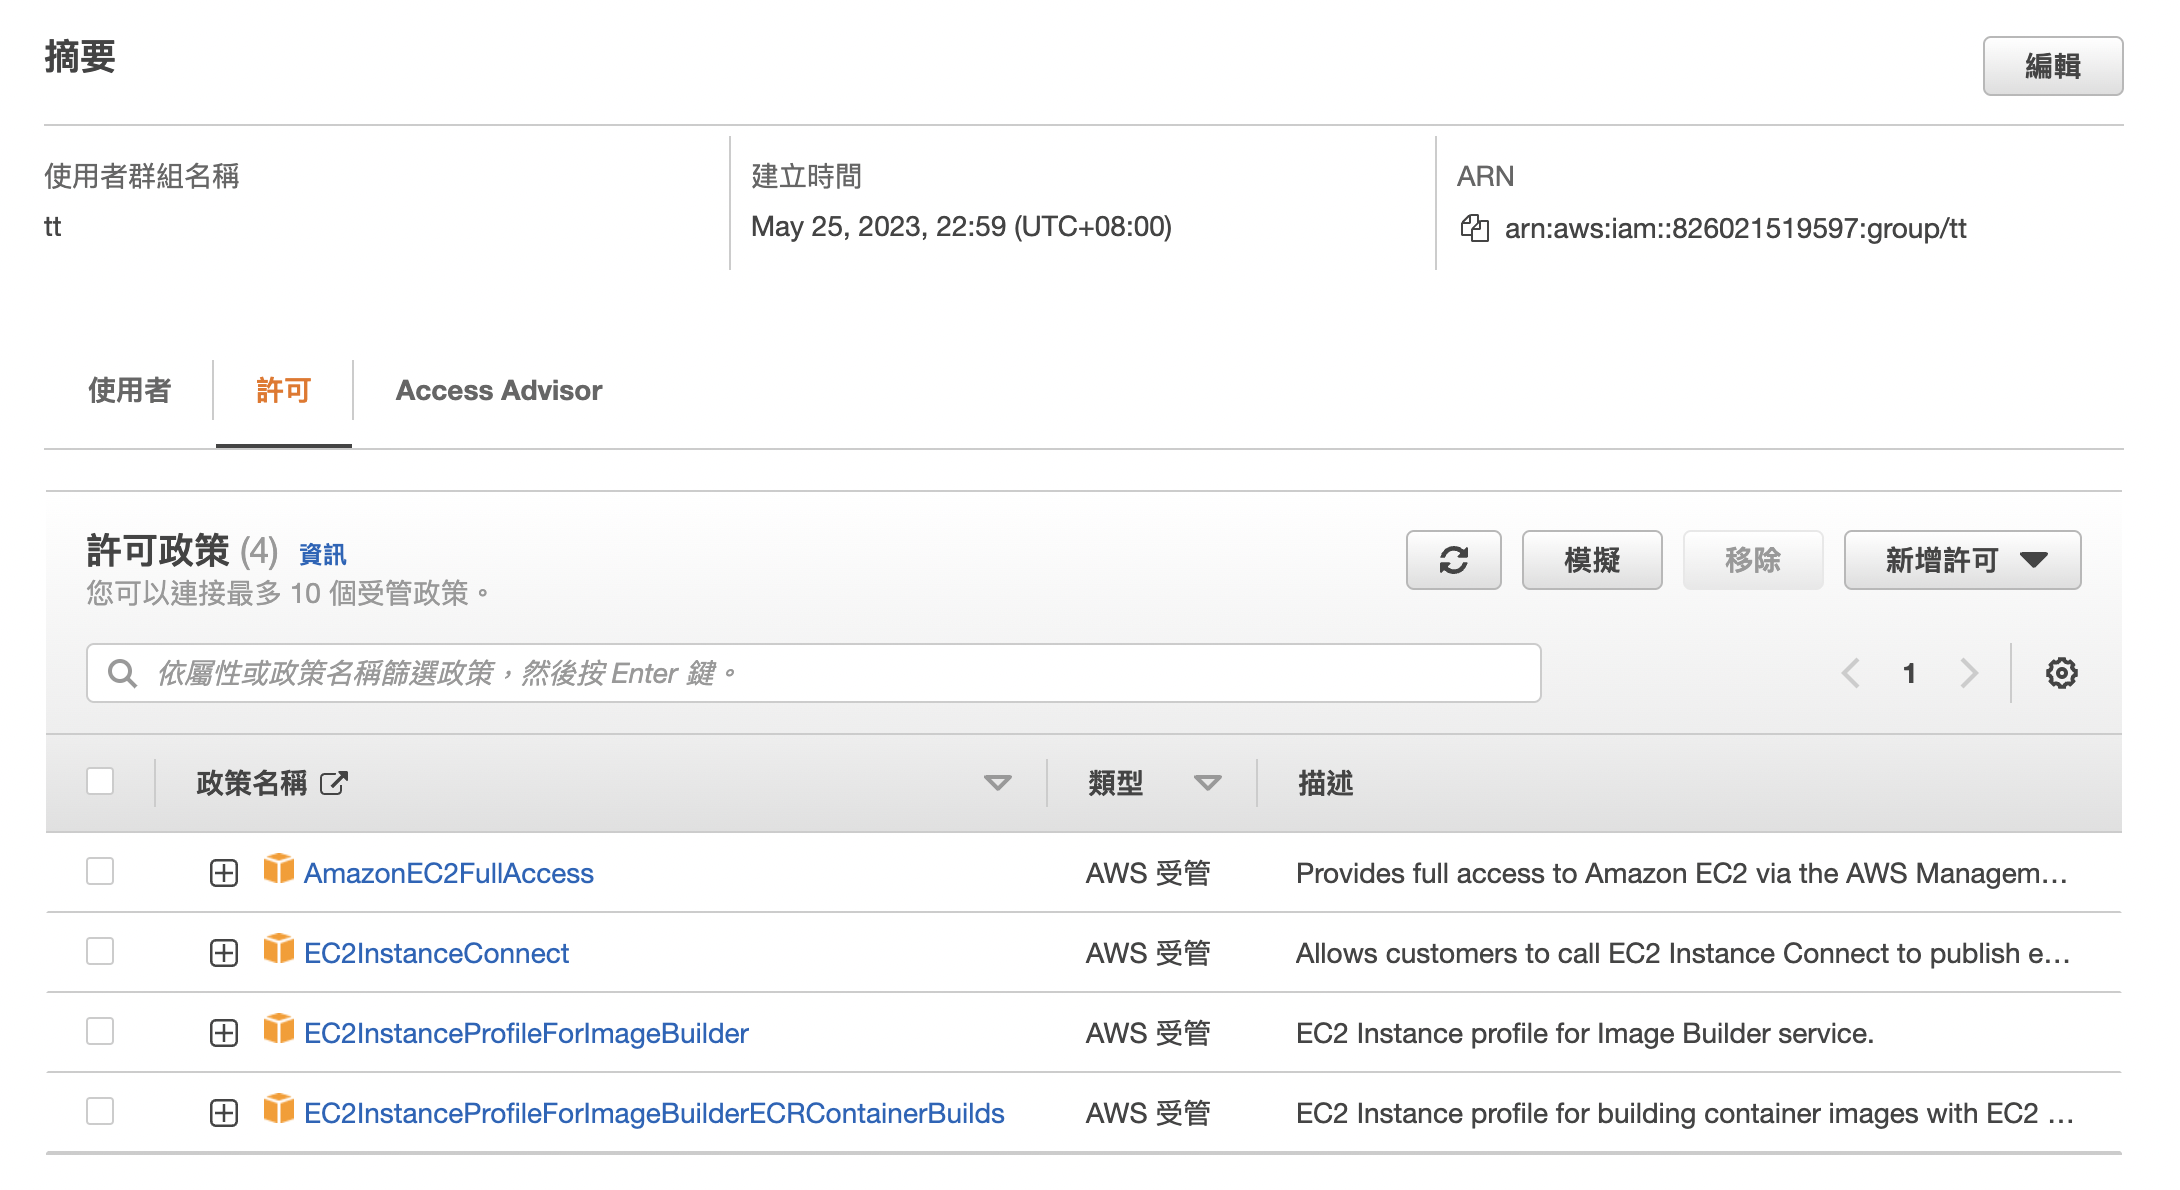 摘要
編輯
使用者群組名稱
tt
建立時間
May 25, 2023, 22:59 (UTC+08:00)
ARN
arn:aws:iam::826021519597:group/tt
使用者
許可
Access Advisor
許可政策 (4) 資訊
您可以連接最多 10 個受管政策。
模擬
移除
新增許可
依屬性或政策名稱篩選政策，然後按 Enter 鍵。
1
政策名稱 類型 描述
AmazonEC2FullAccess AWS 受管 Provides full access to Amazon EC2 via the AWS Managem…
EC2InstanceConnect AWS 受管 Allows customers to call EC2 Instance Connect to publish e…
EC2InstanceProfileForImageBuilder AWS 受管 EC2 Instance profile for Image Builder service.
EC2InstanceProfileForImageBuilderECRContainerBuilds AWS 受管 EC2 Instance profile for building container images with EC2 …